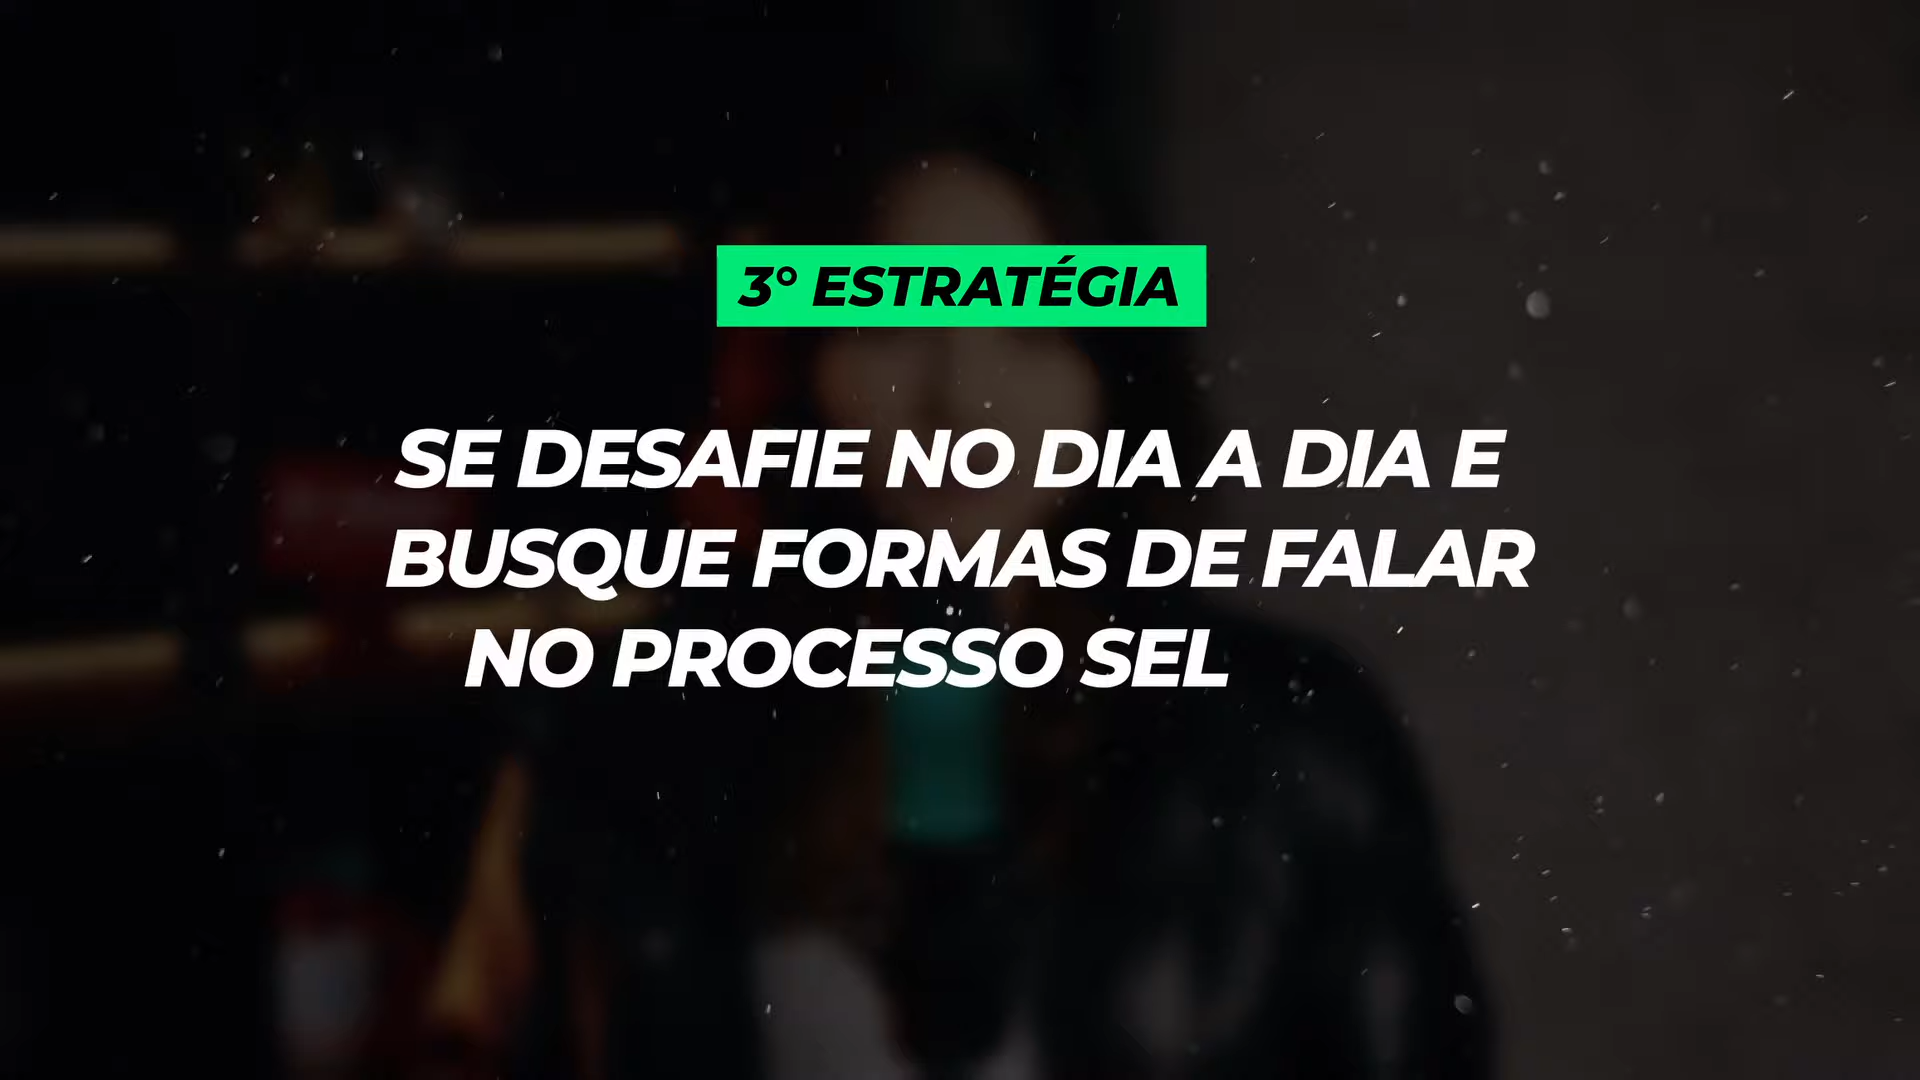 3° ESTRATÉGIA
SE DESAFIE NO DIA A DIA E
BUSQUE FORMAS DE FALAR
NO PROCESSO SEL